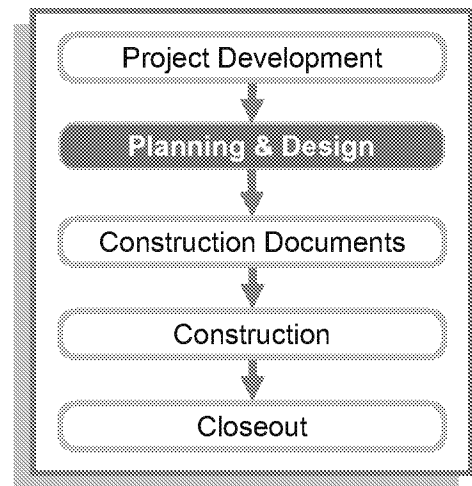 Project Development
Planning & Design
Construction Documents
Construction
Closeout